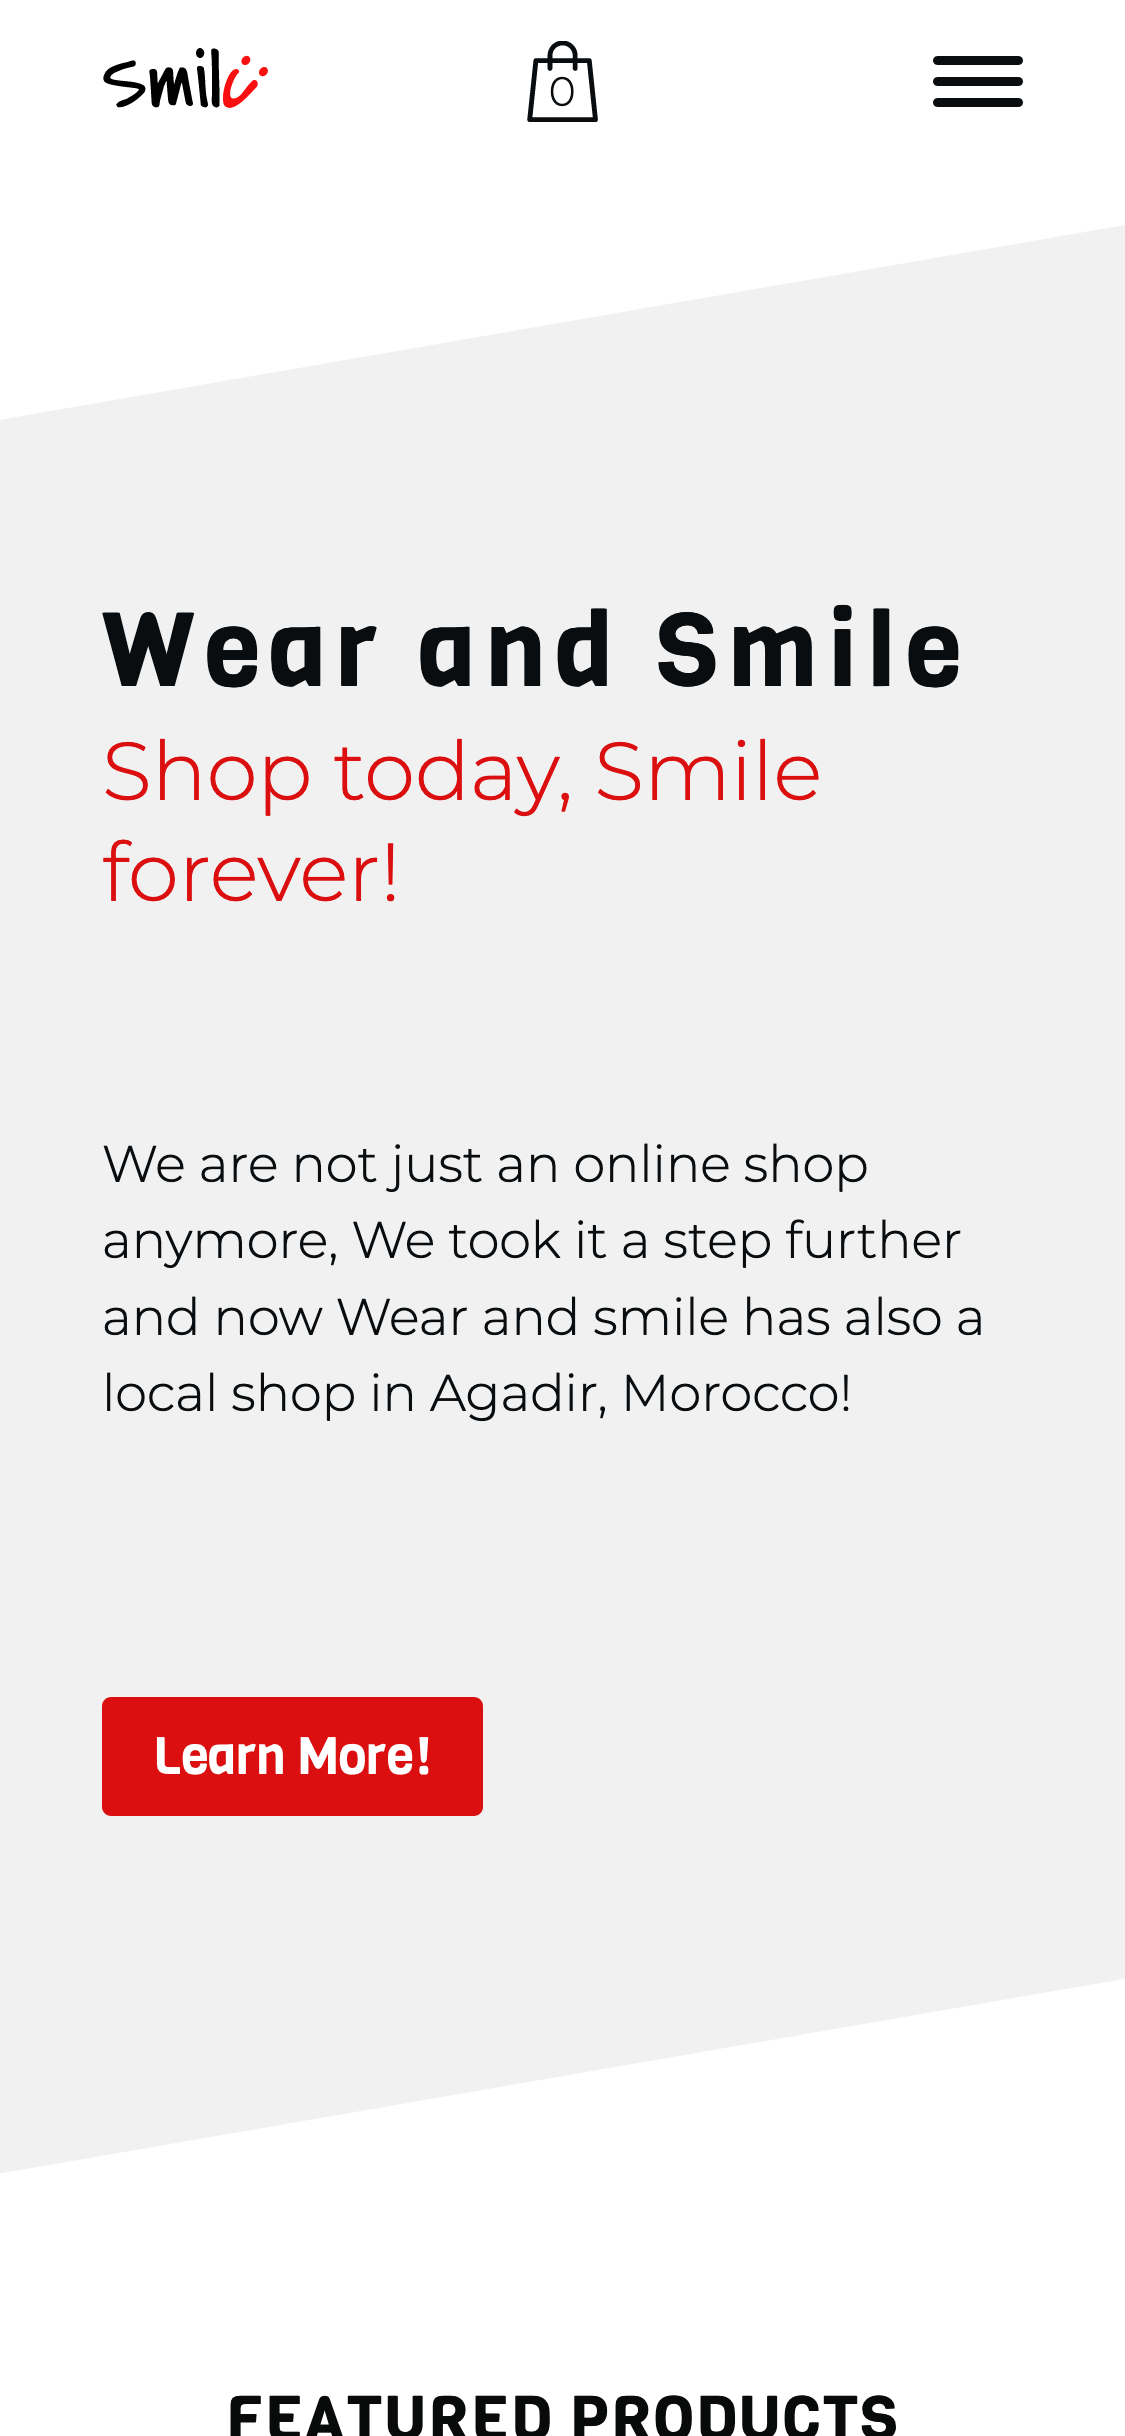 Smile
0
Wear and Smile
Shop today, Smile
forever!
We are not just an online shop
anymore, We took it a step further
and now Wear and smile has also a
local shop in Agadir, Morocco!
Learn More!
FEATURED PRODUCTS